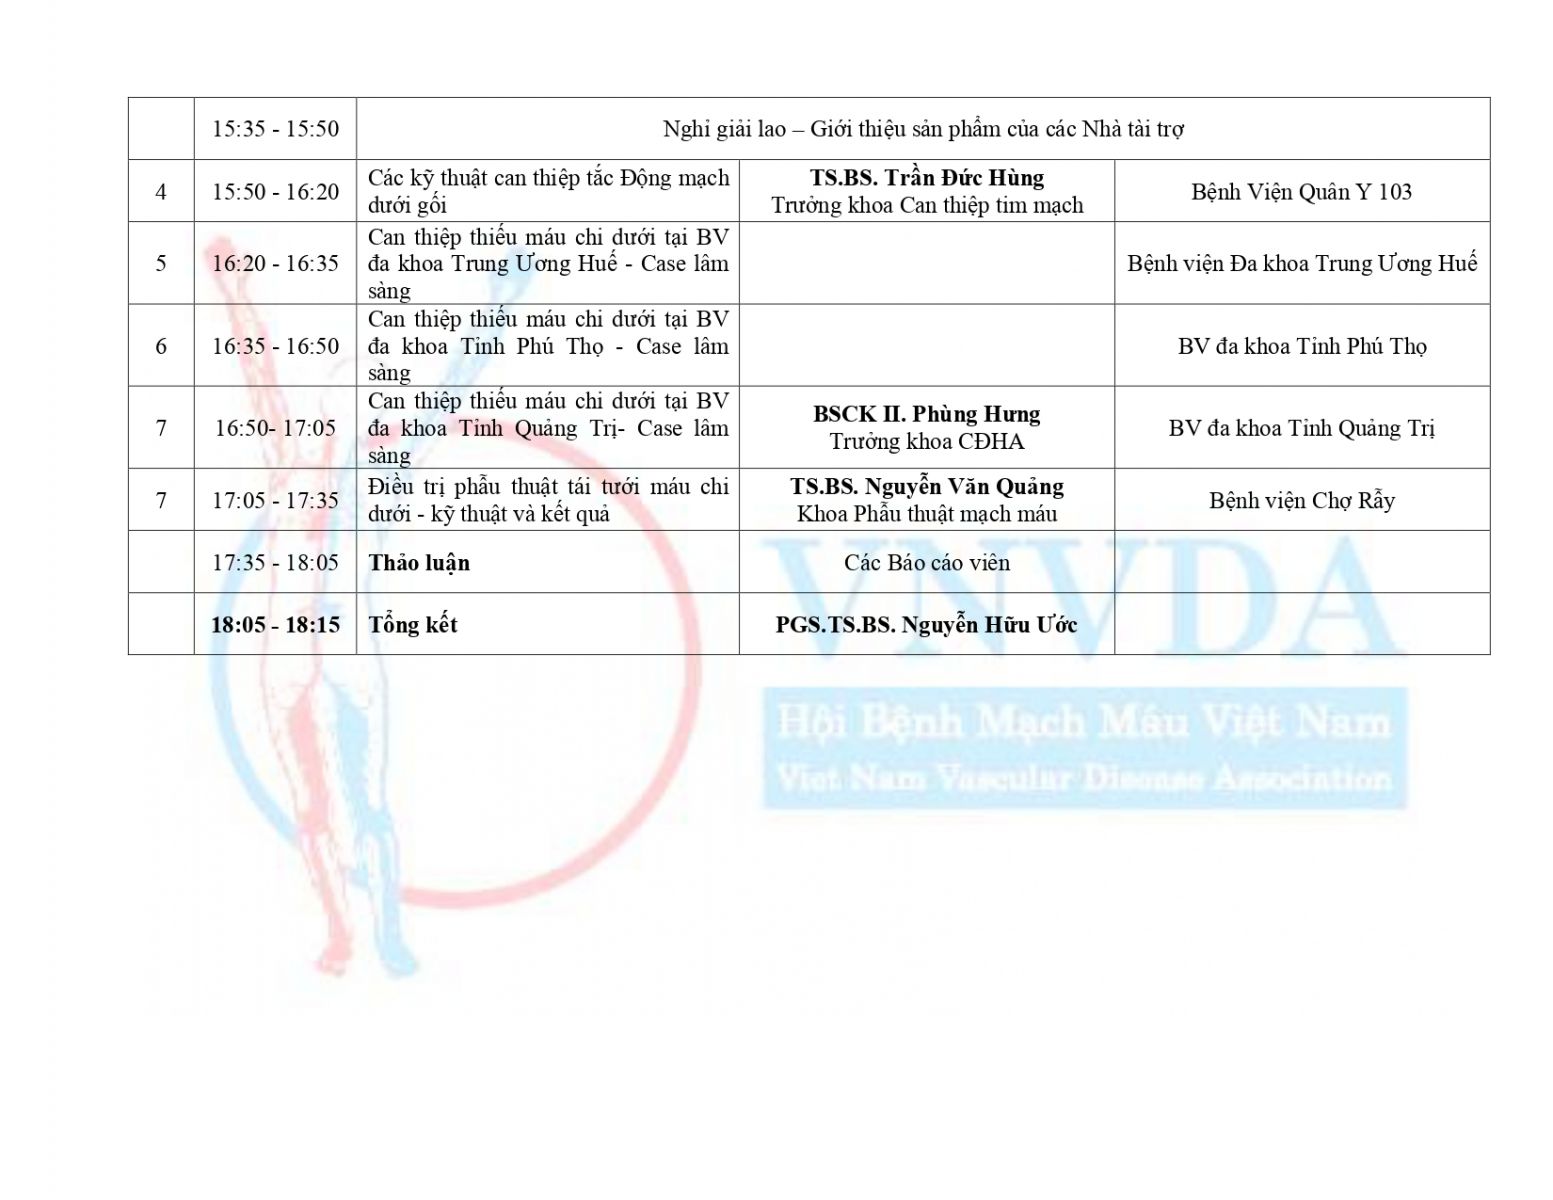 15:35 - 15:50 Nghỉ giải lao – Giới thiệu sản phẩm của các Nhà tài trợ
4 15:50 - 16:20 Các kỹ thuật can thiệp tắc Động mạch
dưới gối
TS.BS. Trần Đức Hùng
Trưởng khoa Can thiệp tim mạch
Bệnh Viện Quân Y 103
5 16:20 - 16:35 Can thiệp thiếu máu chi dưới tại BV
đa khoa Trung Ương Huế - Case lâm
sàng
Bệnh viện Đa khoa Trung Ương Huế
6 16:35 - 16:50 Can thiệp thiếu máu chi dưới tại BV
đa khoa Tỉnh Phú Thọ - Case lâm
sàng
BV đa khoa Tỉnh Phú Thọ
7 16:50- 17:05 Can thiệp thiếu máu chi dưới tại BV
đa khoa Tỉnh Quảng Trị- Case lâm
sàng
BSCK II. Phùng Hưng
Trưởng khoa CĐHA
BV đa khoa Tỉnh Quảng Trị
7 17:05 - 17:35 Điều trị phẫu thuật tái tưới máu chi
dưới - kỹ thuật và kết quả
TS.BS. Nguyễn Văn Quảng
Khoa Phẫu thuật mạch máu
Bệnh viện Chợ Rẫy
17:35 - 18:05 Thảo luận Các Báo cáo viên
18:05 - 18:15 Tổng kết PGS.TS.BS. Nguyễn Hữu Ước
VNVDA
Hội Bệnh Mạch Máu Việt Nam
Viet Nam Vascular Disease Association